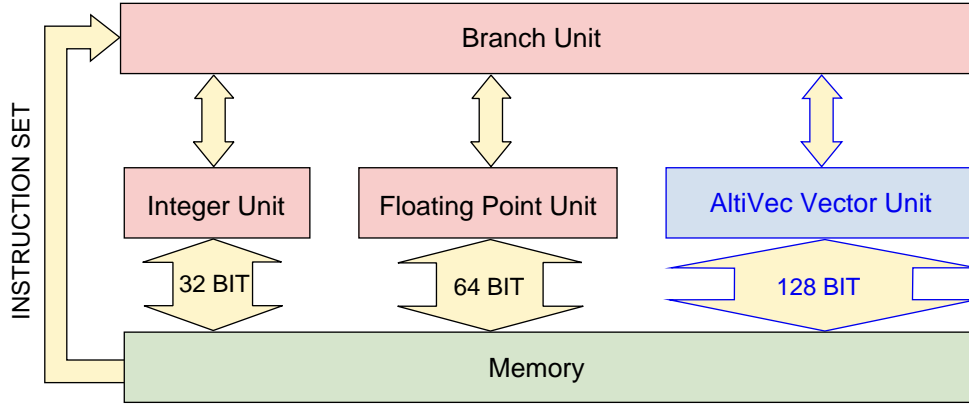 Branch Unit
INSTRUCTION SET
Integer Unit
Floating Point Unit
AltiVec Vector Unit
32 BIT
64 BIT
128 BIT
Memory